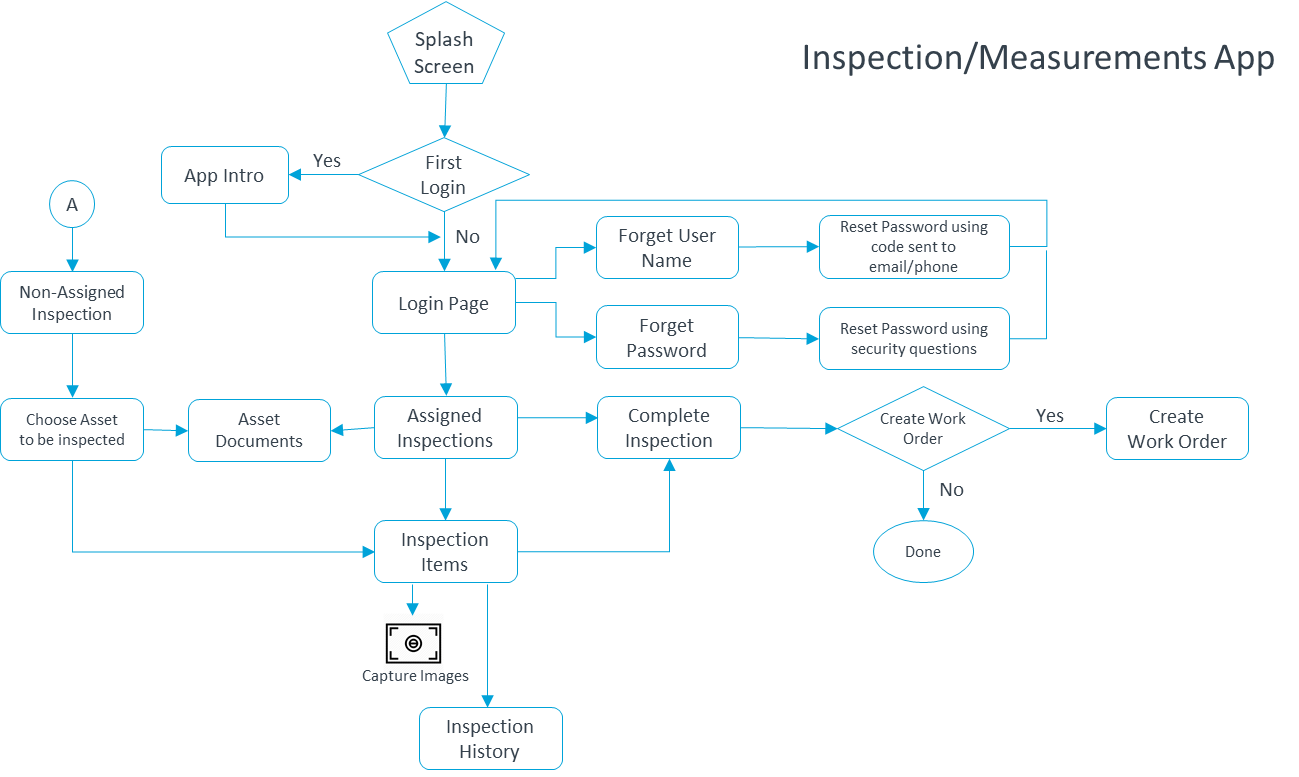 Inspection/Measurements App
Splash
Screen
First
Login
Yes
App Intro
No
A
Non-Assigned
Inspection
Login Page
Forget User
Name
Reset Password using
code sent to
email/phone
Forget
Password
Reset Password using
security questions
Choose Asset
to be inspected
Asset
Documents
Assigned
Inspections
Complete
Inspection
Create Work
Order
Yes
Create
Work Order
No
Done
Inspection
Items
Capture Images
Inspection
History